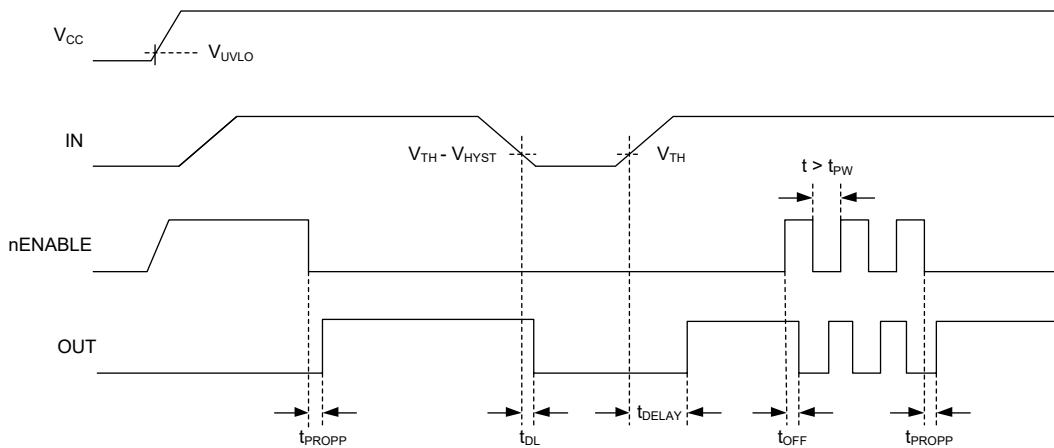 VCC
VUVLO
IN
VTH - VHYST
VTH
t > tPW
nENABLE
OUT
tPROPP
tDL
tDELAY
tOFF
tPROPP